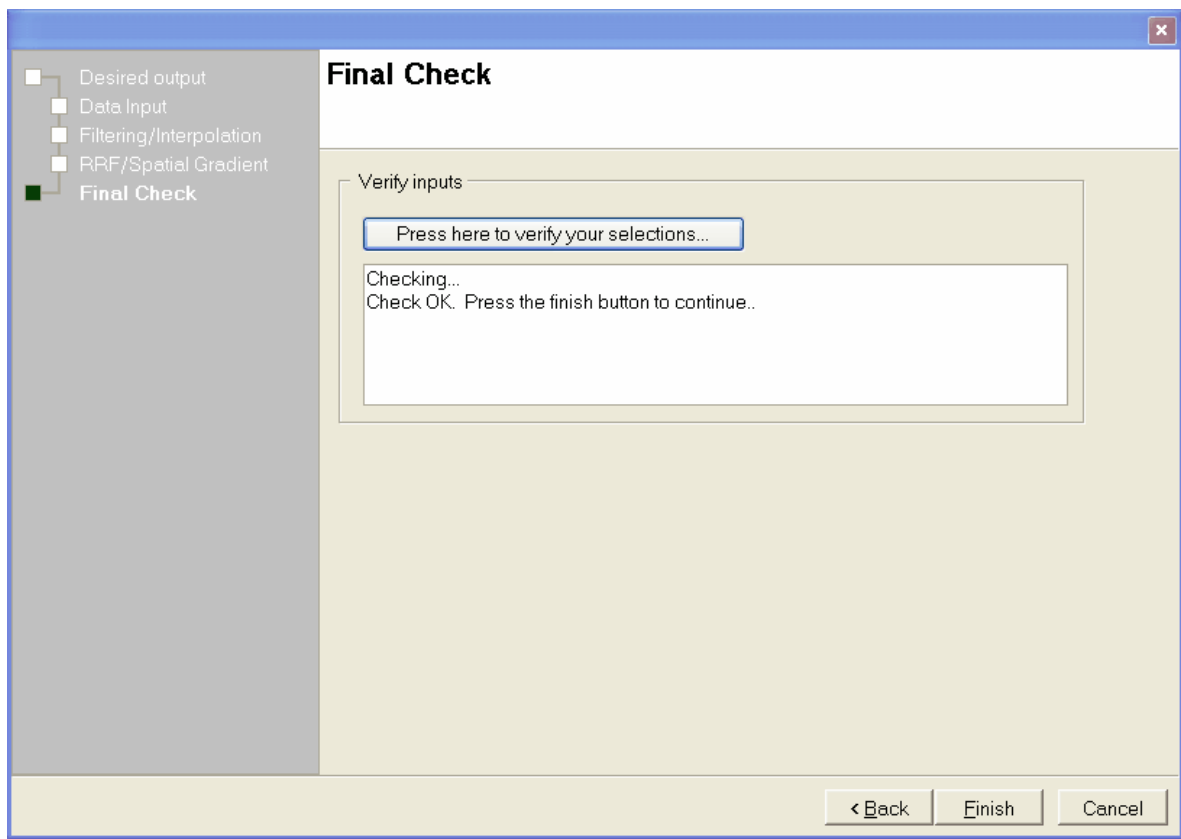 Desired output
Data Input
Filtering/Interpolation
RRF/Spatial Gradient
Final Check
Final Check
Verify inputs
Press here to verify your selections...
Checking...
Check OK.  Press the finish button to continue..
< Back
Finish
Cancel